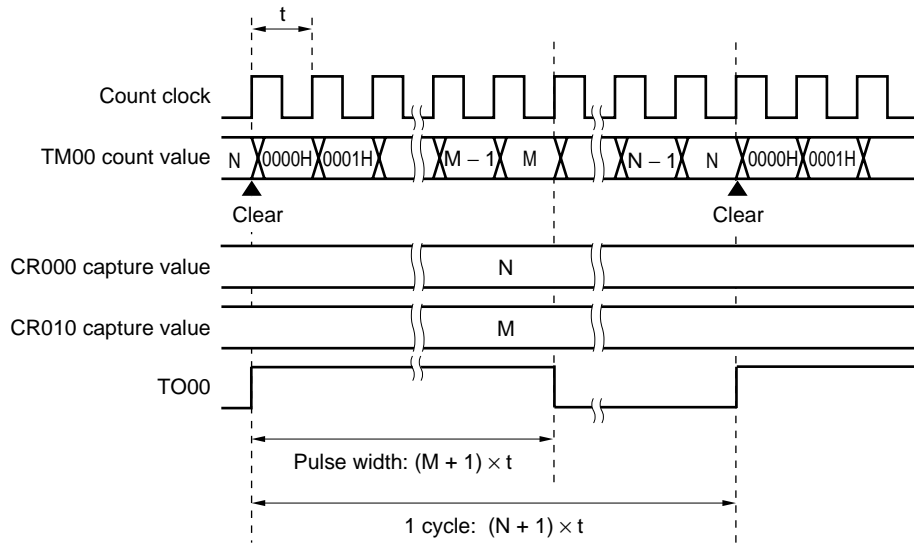 t
Count clock
TM00 count value N 0000H 0001H M – 1 M N – 1 N 0000H 0001H
Clear Clear
CR000 capture value N
CR010 capture value M
TO00
Pulse width: (M + 1) × t
1 cycle: (N + 1) × t